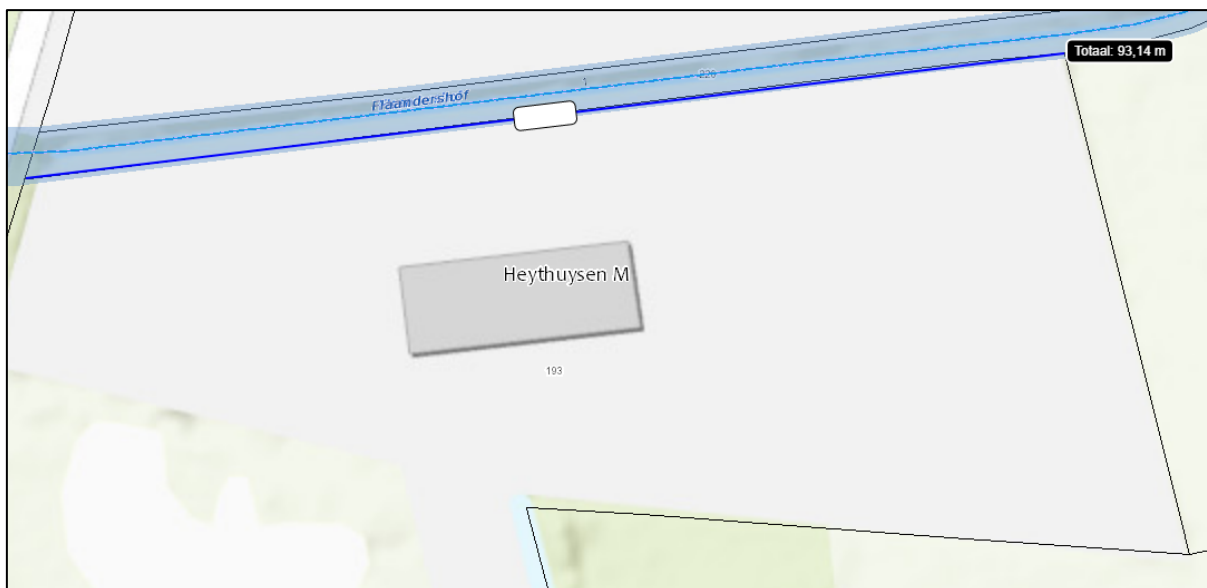 Totaal: 93,14 m
226
1
Flaandershof
Heythuysen M
193